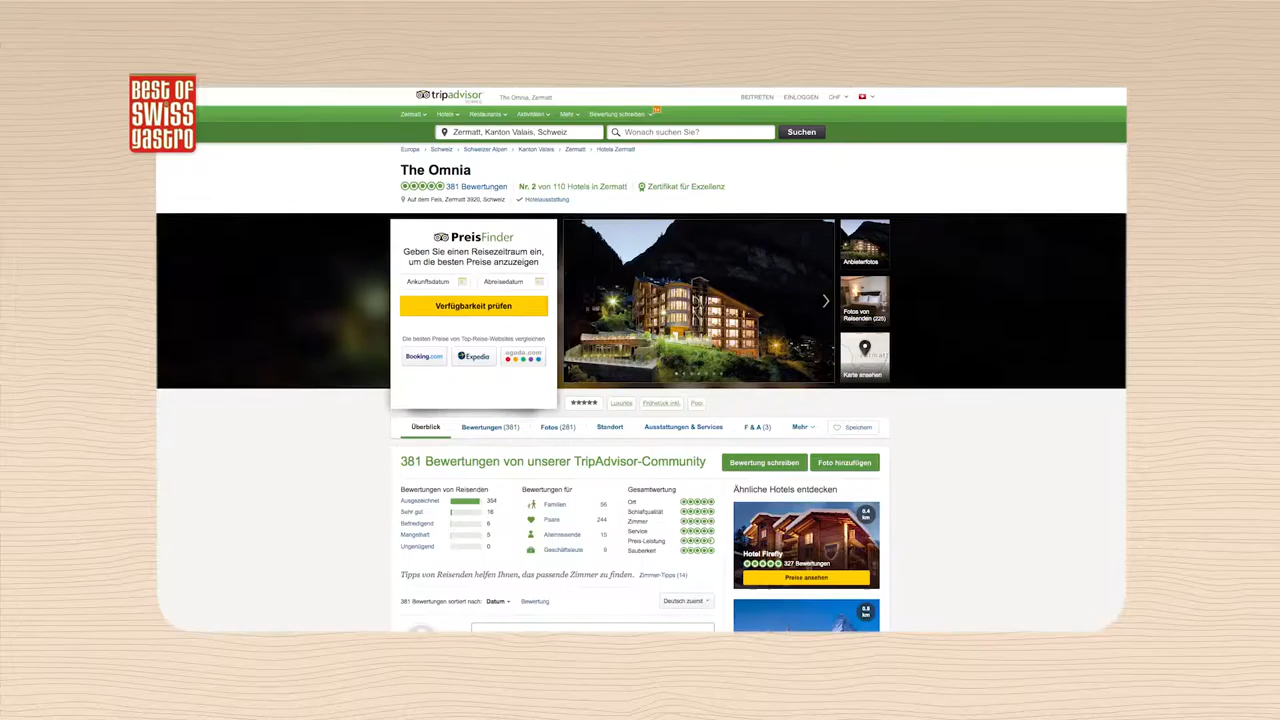 BEST OF
SWISS
gastro
tripadvisor
The Omnia, Zermatt
BEITRETEN
EINLOGGEN
CHF
Zermatt
Hotels
Restaurants
Aktivitäten
Mehr
Bewertung schreiben
Zermatt, Kanton Valais, Schweiz
Wonach suchen Sie?
Suchen
Europa › Schweiz › Schweizer Alpen › Kanton Valais › Zermatt › Hotels Zermatt
The Omnia
381 Bewertungen
Nr. 2 von 110 Hotels in Zermatt
Zertifikat für Exzellenz
Auf dem Fels, Zermatt 3920, Schweiz
Hotelausstattung
PreisFinder
Geben Sie einen Reisezeitraum ein,
um die besten Preise anzuzeigen
Ankunftsdatum
Abreisedatum
Verfügbarkeit prüfen
Die besten Preise von Top-Reise-Websites vergleichen
Booking.com
Expedia
agoda.com
Anbieterfotos
Fotos von
Reisenden (225)
Karte ansehen
Luxuriös
Frühstück inkl.
Pool
Überblick
Bewertungen (381)
Fotos (281)
Standort
Ausstattungen & Services
F & A (3)
Mehr
Speichern
381 Bewertungen von unserer TripAdvisor-Community
Bewertung schreiben
Foto hinzufügen
Bewertungen von Reisenden
Ausgezeichnet 354
Sehr gut 16
Befriedigend 6
Mangelhaft 5
Ungenügend 0
Bewertungen für
Familien 56
Paare 244
Alleinreisende 15
Geschäftsleute 9
Gesamtwertung
Ort
Schlafqualität
Zimmer
Service
Preis-Leistung
Sauberkeit
Ähnliche Hotels entdecken
0.4
km
Hotel Firefly
327 Bewertungen
Preise ansehen
Tipps von Reisenden helfen Ihnen, das passende Zimmer zu finden.
Zimmer-Tipps (14)
381 Bewertungen sortiert nach:
Datum
Bewertung
Deutsch zuerst
0.8
km